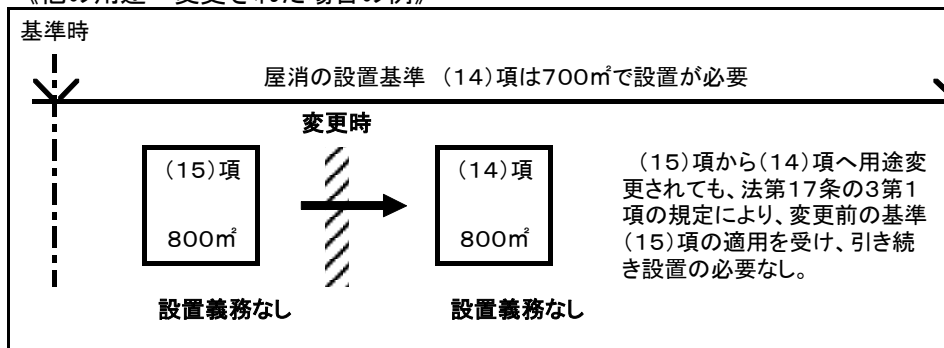 《他の用途へ変更された場合の例》
基準時
屋消の設置基準 （１４）項は７００㎡で設置が必要
変更時
（１５）項
８００㎡
設置義務なし
（１４）項
８００㎡
設置義務なし
（１５）項から（１４）項へ用途変
更されても、法第１７条の３第１
項の規定により、変更前の基準
（１５）項の適用を受け、引き続
き設置の必要なし。